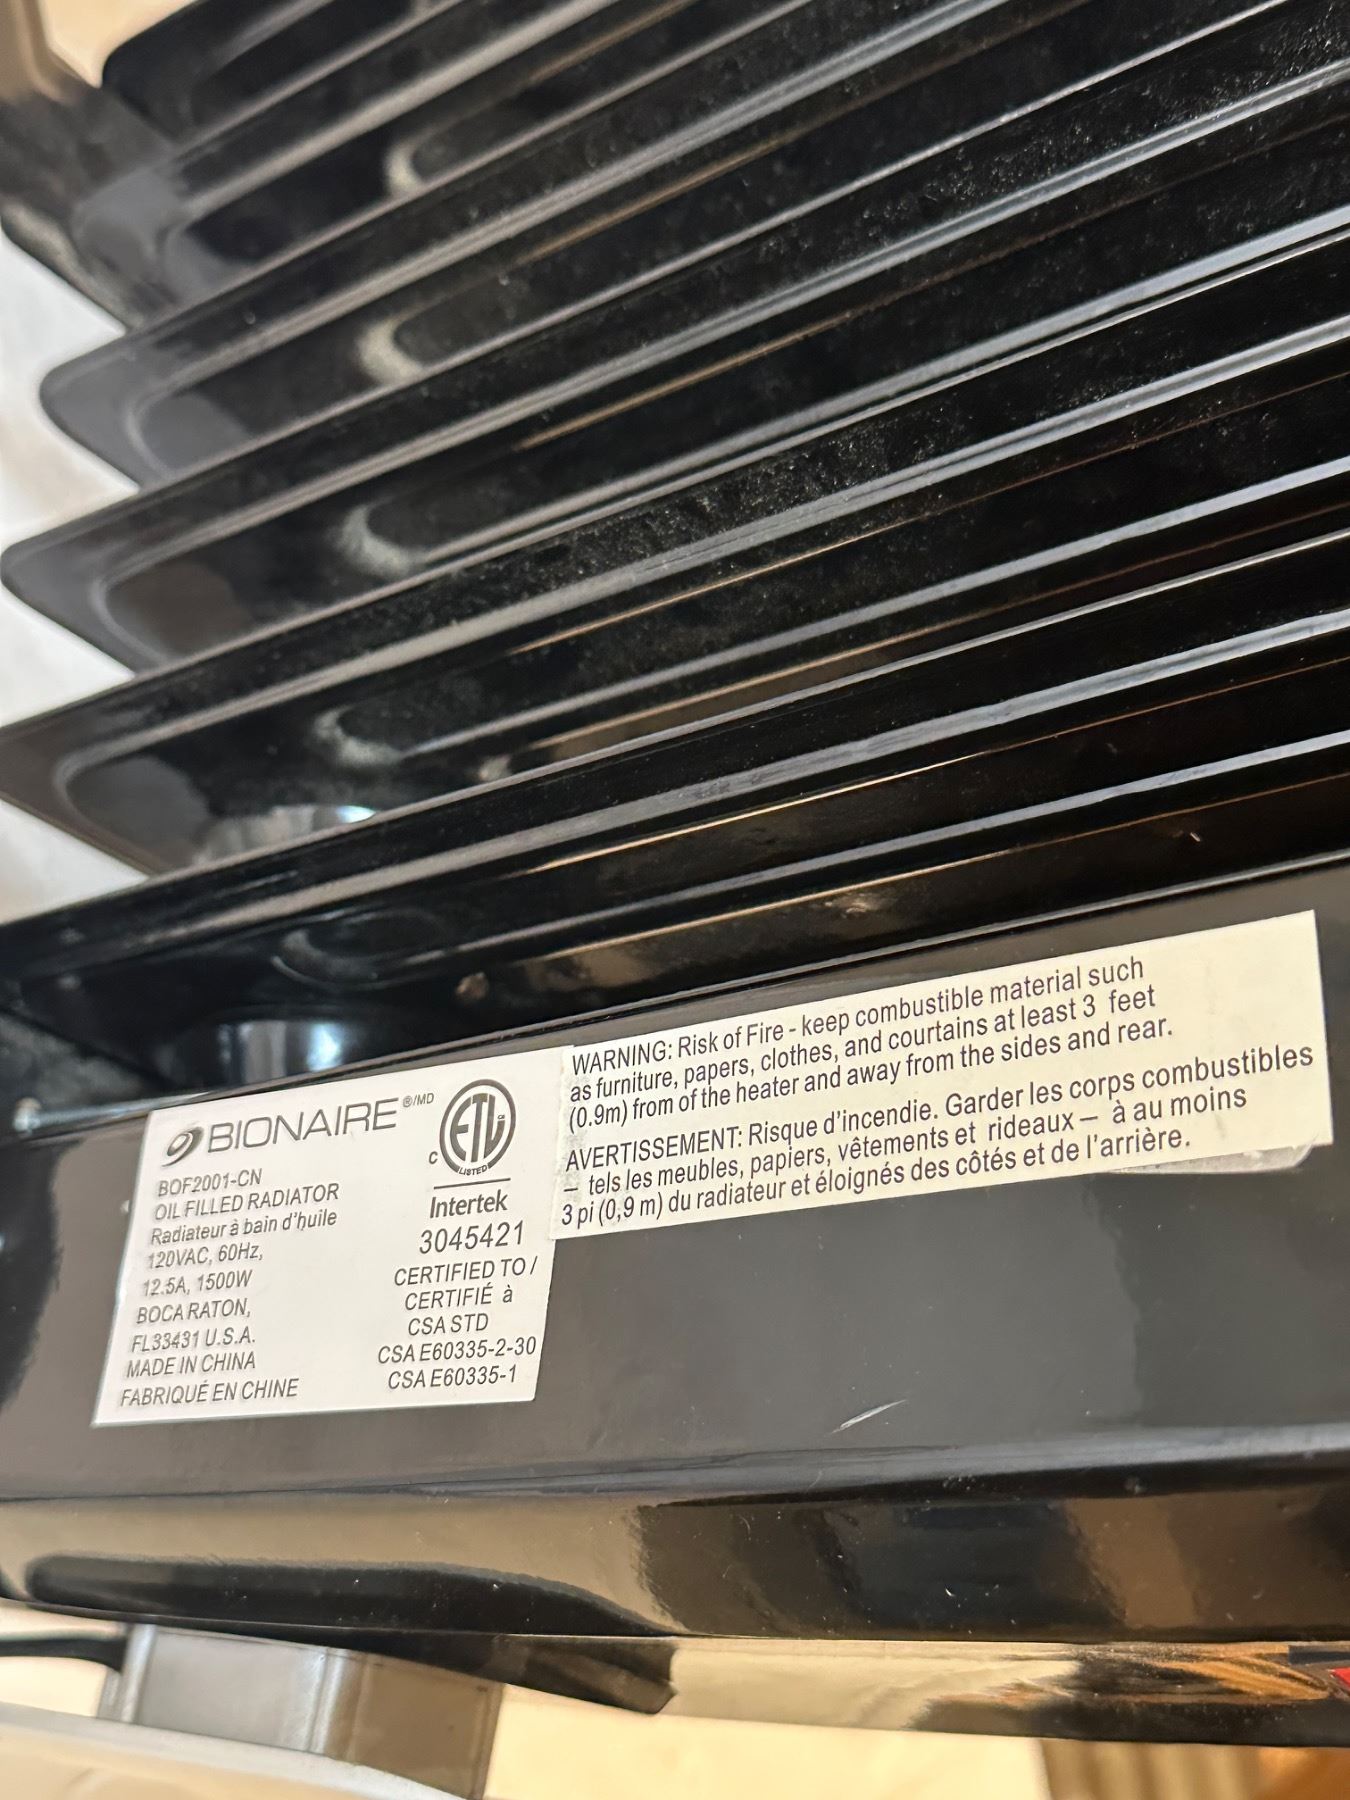 BIONAIRE®/MD
BOF2001-CN
OIL FILLED RADIATOR
Radiateur à bain d'huile
120VAC, 60Hz,
12.5A, 1500W
BOCA RATON,
FL33431 U.S.A.
MADE IN CHINA
FABRIQUÉ EN CHINE
ETL
C
LISTED
Intertek
3045421
CERTIFIED TO /
CERTIFIÉ à
CSA STD
CSA E60335-2-30
CSA E60335-1
WARNING: Risk of Fire - keep combustible material such
as furniture, papers, clothes, and courtains at least 3 feet
(0.9m) from of the heater and away from the sides and rear.
AVERTISSEMENT: Risque d'incendie. Garder les corps combustibles
– tels les meubles, papiers, vêtements et rideaux – à au moins
3 pi (0,9 m) du radiateur et éloignés des côtés et de l'arrière.